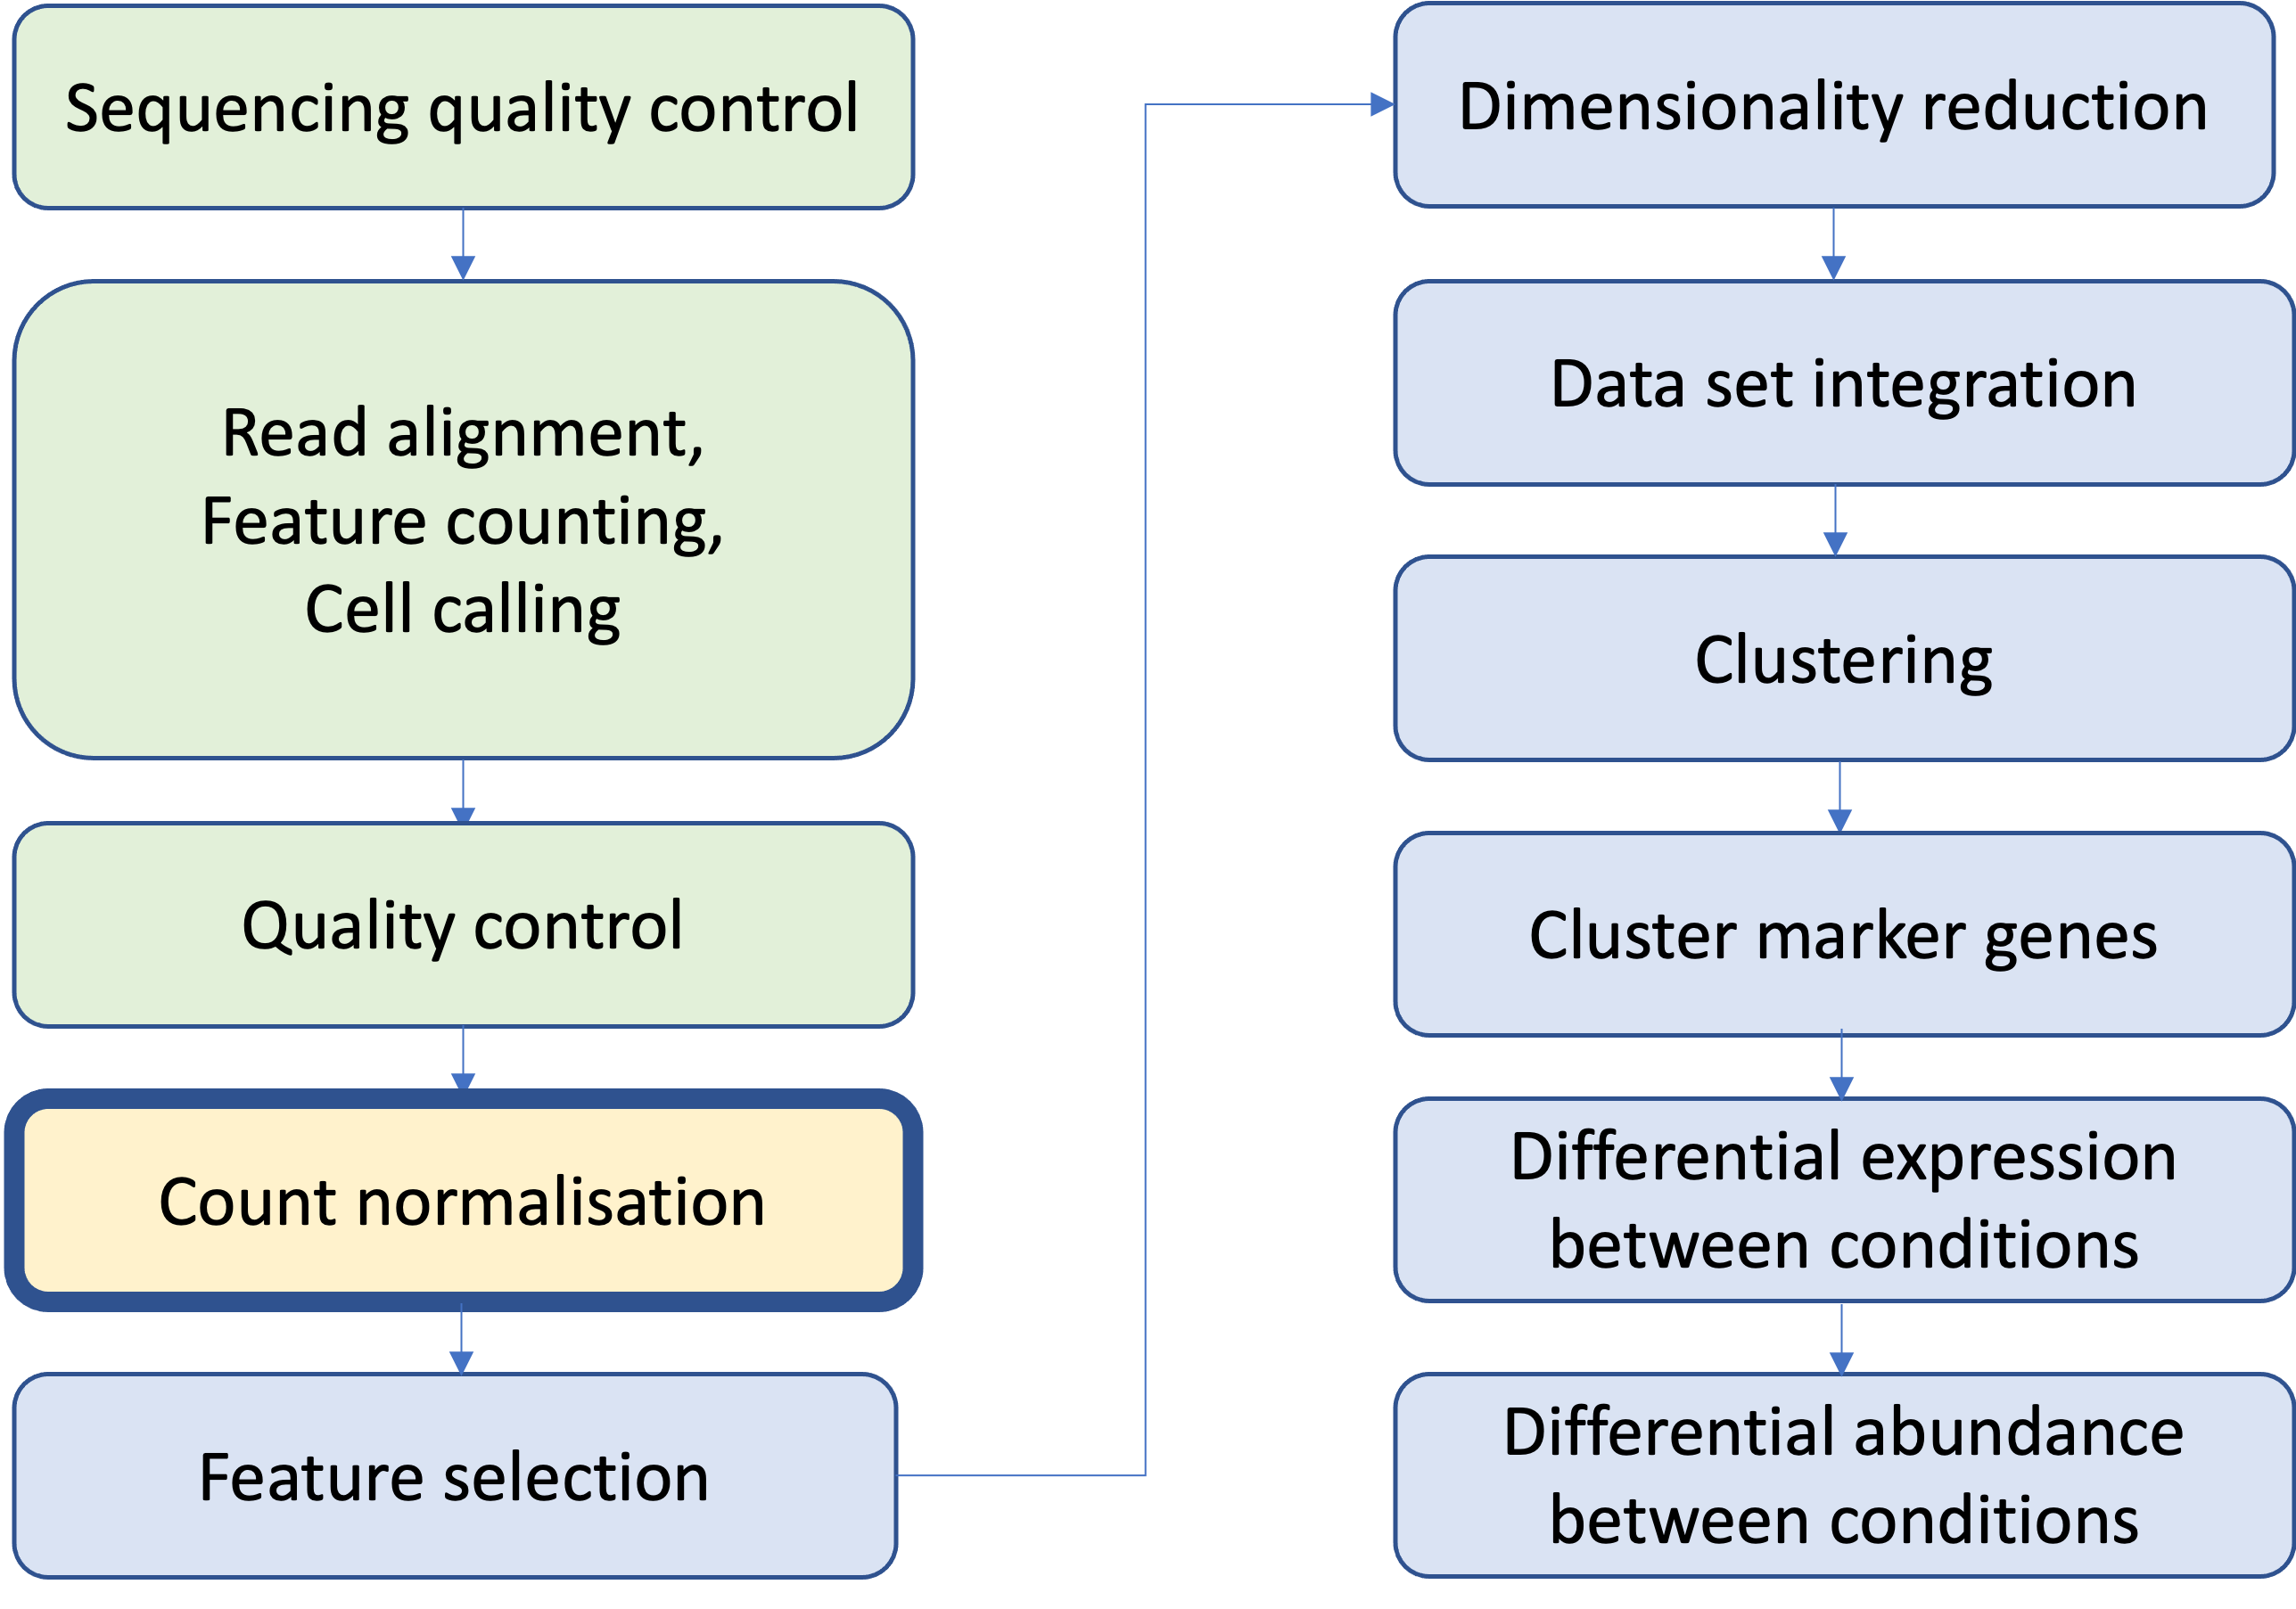 Sequencing quality control
Read alignment,
Feature counting,
Cell calling
Quality control
Count normalisation
Feature selection
Dimensionality reduction
Data set integration
Clustering
Cluster marker genes
Differential expression
between conditions
Differential abundance
between conditions